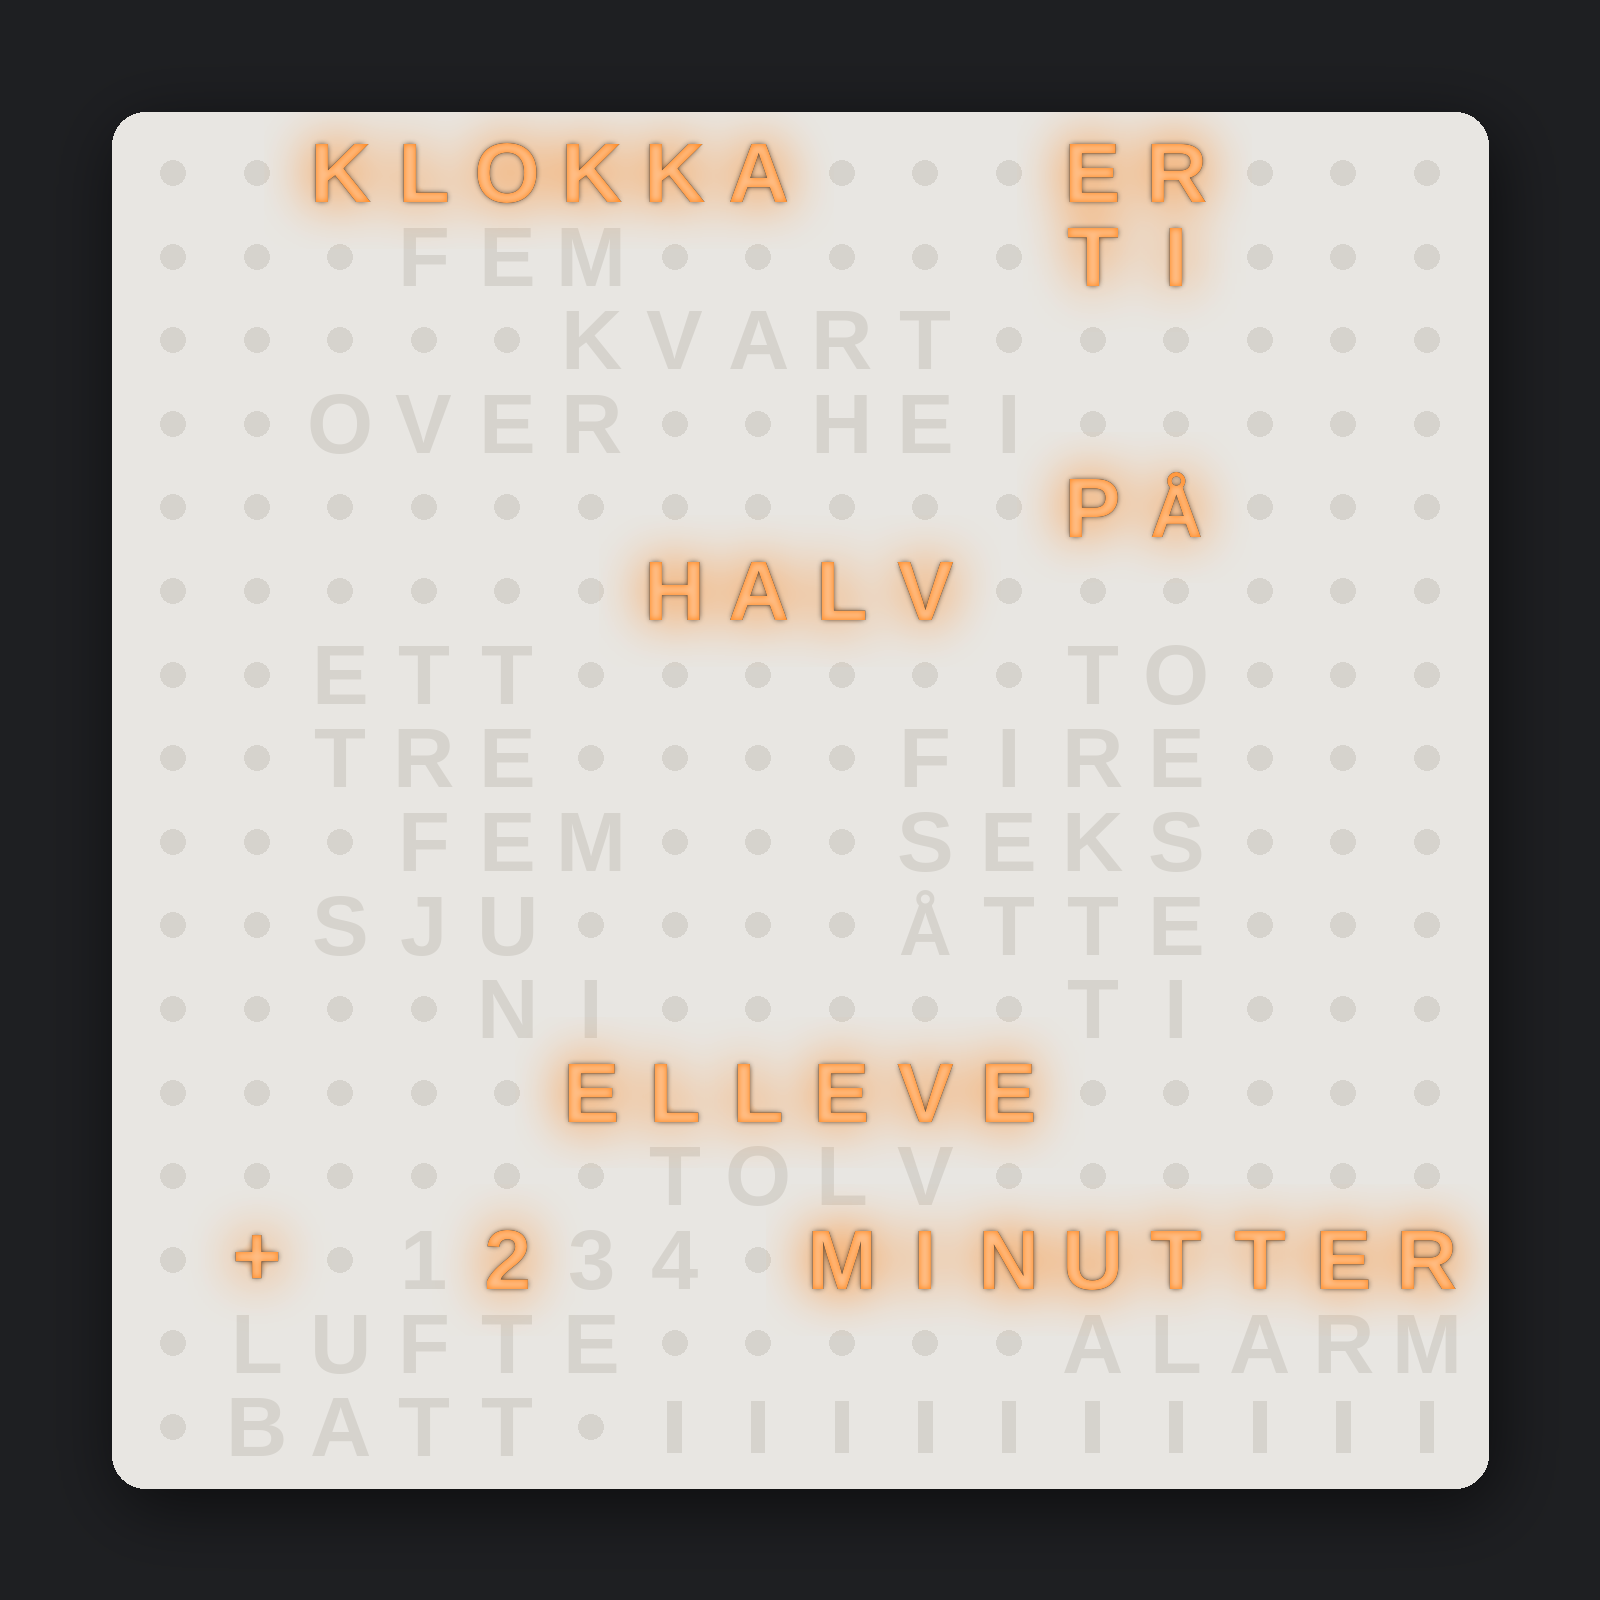 KLOKKA ER
FEM TI
KVART
OVER HEI
PÅ
HALV
ETT TO
TRE FIRE
FEM SEKS
SJU ÅTTE
NI TI
ELLEVE
TOLV
+ 1 2 3 4 MINUTTER
LUFTE ALARM
BATT I I I I I I I I I I